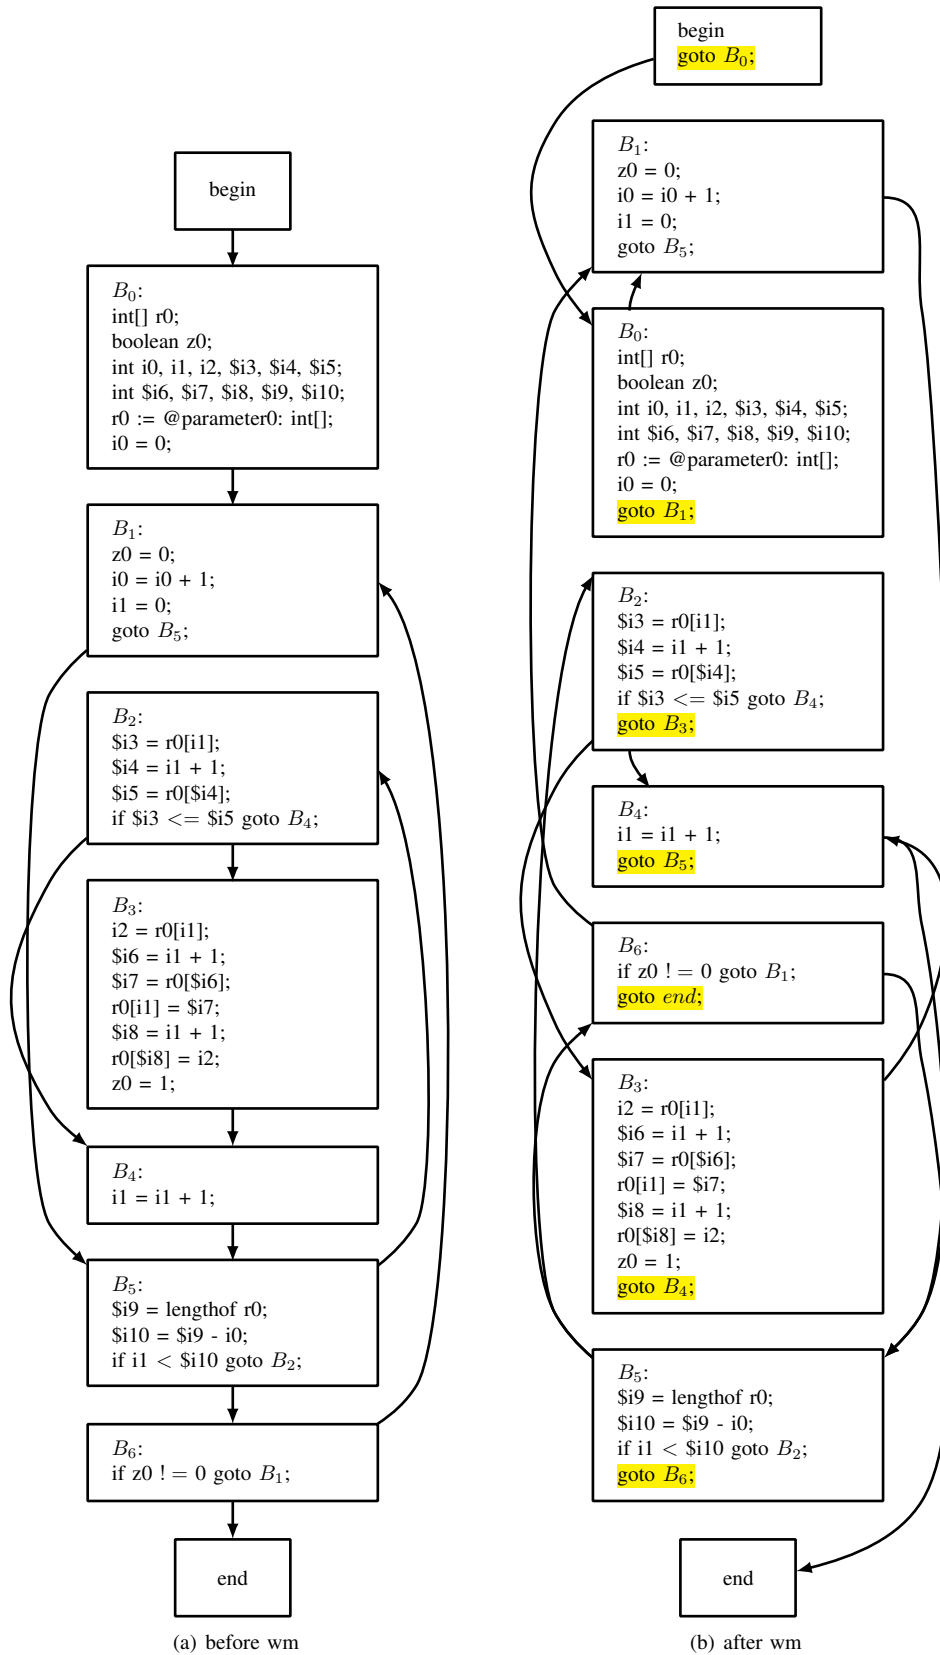 begin
B0:
int[] r0;
boolean z0;
int i0, i1, i2, $i3, $i4, $i5;
int $i6, $i7, $i8, $i9, $i10;
r0 := @parameter0: int[];
i0 = 0;
B1:
z0 = 0;
i0 = i0 + 1;
i1 = 0;
goto B5;
B2:
$i3 = r0[i1];
$i4 = i1 + 1;
$i5 = r0[$i4];
if $i3 <= $i5 goto B4;
B3:
i2 = r0[i1];
$i6 = i1 + 1;
$i7 = r0[$i6];
r0[i1] = $i7;
$i8 = i1 + 1;
r0[$i8] = i2;
z0 = 1;
B4:
i1 = i1 + 1;
B5:
$i9 = lengthof r0;
$i10 = $i9 - i0;
if i1 < $i10 goto B2;
B6:
if z0 ! = 0 goto B1;
end
(a) before wm
begin
goto B0;
B1:
z0 = 0;
i0 = i0 + 1;
i1 = 0;
goto B5;
B0:
int[] r0;
boolean z0;
int i0, i1, i2, $i3, $i4, $i5;
int $i6, $i7, $i8, $i9, $i10;
r0 := @parameter0: int[];
i0 = 0;
goto B1;
B2:
$i3 = r0[i1];
$i4 = i1 + 1;
$i5 = r0[$i4];
if $i3 <= $i5 goto B4;
goto B3;
B4:
i1 = i1 + 1;
goto B5;
B6:
if z0 ! = 0 goto B1;
goto end;
B3:
i2 = r0[i1];
$i6 = i1 + 1;
$i7 = r0[$i6];
r0[i1] = $i7;
$i8 = i1 + 1;
r0[$i8] = i2;
z0 = 1;
goto B4;
B5:
$i9 = lengthof r0;
$i10 = $i9 - i0;
if i1 < $i10 goto B2;
goto B6;
end
(b) after wm